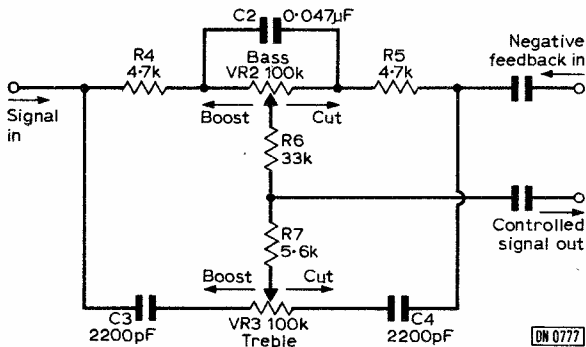 C2
0·047µF
R4
4·7k
Bass
VR2 100k
R5
4·7k
Negative
feedback in
Signal
in
Boost
Cut
R6
33k
Controlled
signal out
R7
5·6k
Boost
Cut
C3
2200pF
VR3 100k
Treble
C4
2200pF
DN 0777